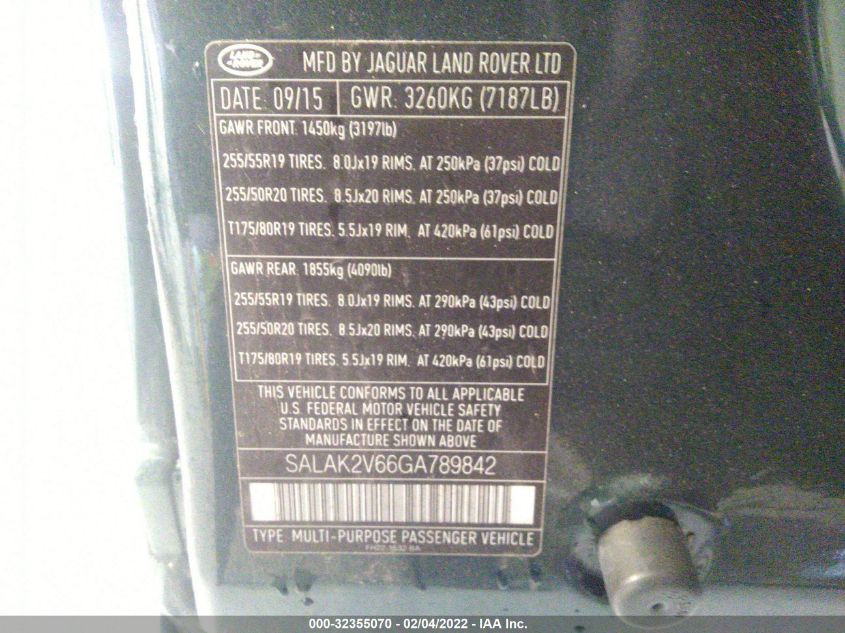 LAND ROVER MFD BY JAGUAR LAND ROVER LTD
DATE: 09/15 GWR: 3260KG (7187LB)
GAWR FRONT. 1450kg (3197lb)
255/55R19 TIRES. 8.0Jx19 RIMS. AT 250kPa (37psi) COLD
255/50R20 TIRES. 8.5Jx20 RIMS. AT 250kPa (37psi) COLD
T175/80R19 TIRES. 5.5Jx19 RIM. AT 420kPa (61psi) COLD
GAWR REAR. 1855kg (4090lb)
255/55R19 TIRES. 8.0Jx19 RIMS. AT 290kPa (43psi) COLD
255/50R20 TIRES. 8.5Jx20 RIMS. AT 290kPa (43psi) COLD
T175/80R19 TIRES. 5.5Jx19 RIM. AT 420kPa (61psi) COLD
THIS VEHICLE CONFORMS TO ALL APPLICABLE
U.S. FEDERAL MOTOR VEHICLE SAFETY
STANDARDS IN EFFECT ON THE DATE OF
MANUFACTURE SHOWN ABOVE
SALAK2V66GA789842
TYPE: MULTI-PURPOSE PASSENGER VEHICLE
000-32355070 - 02/04/2022 - IAA Inc.